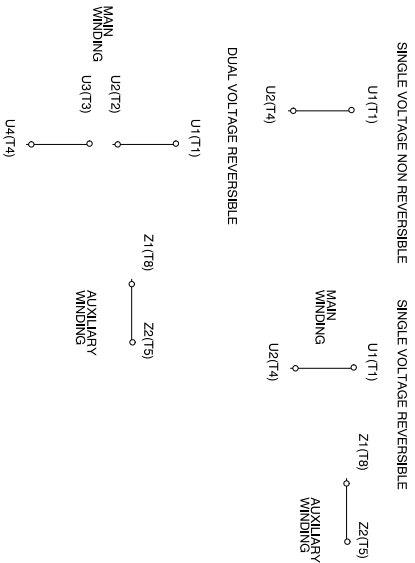 SINGLE VOLTAGE NON REVERSIBLE
U1(T1)
U2(T4)
SINGLE VOLTAGE REVERSIBLE
MAIN
WINDING
U1(T1)
U2(T4)
Z1(T8)
Z2(T5)
AUXILIARY
WINDING
DUAL VOLTAGE REVERSIBLE
MAIN
WINDING
U1(T1)
U2(T2)
U3(T3)
U4(T4)
Z1(T8)
Z2(T5)
AUXILIARY
WINDING